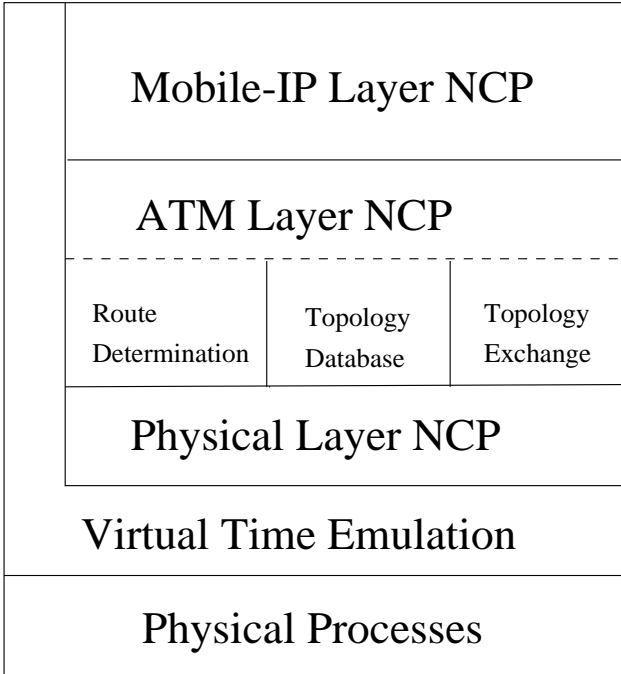 Mobile-IP Layer NCP
ATM Layer NCP
Route
Determination
Topology
Database
Topology
Exchange
Physical Layer NCP
Virtual Time Emulation
Physical Processes